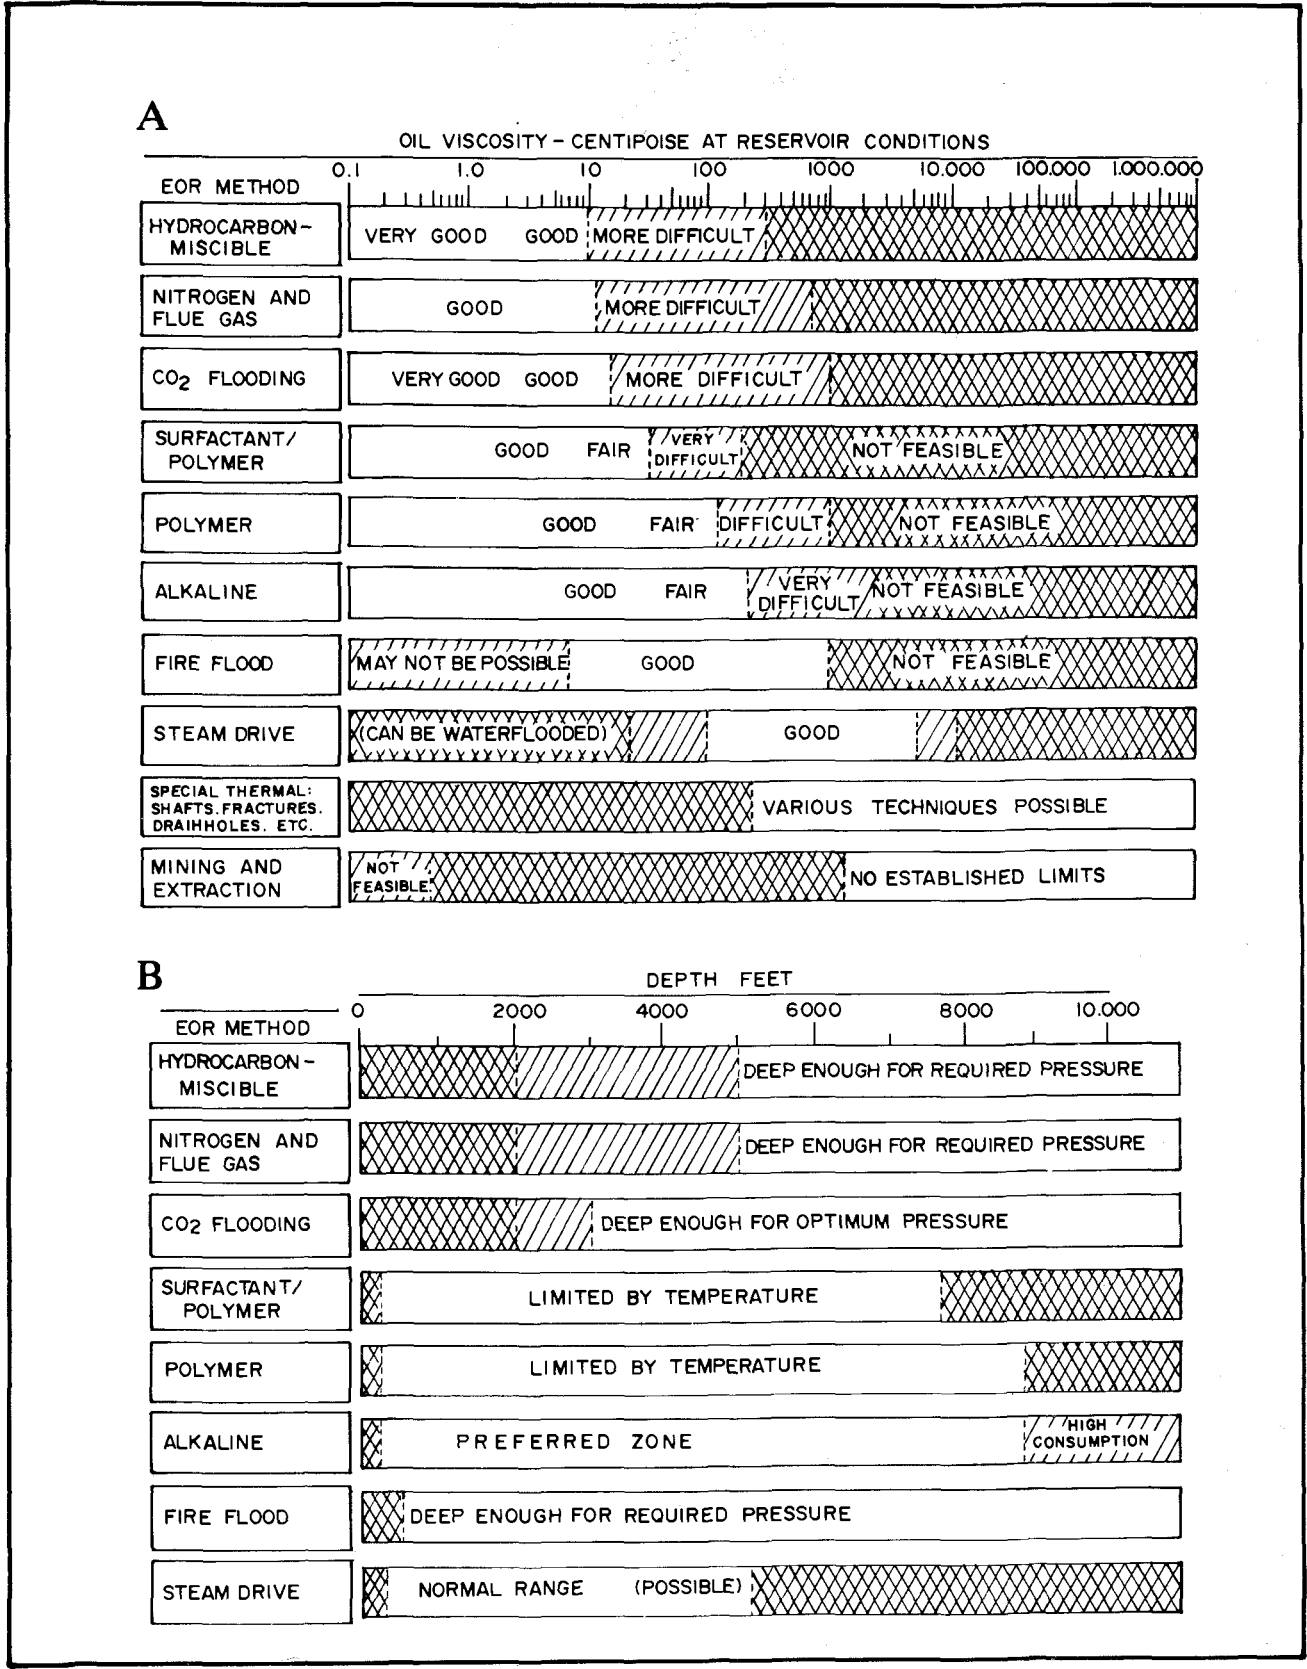 A
OIL VISCOSITY – CENTIPOISE AT RESERVOIR CONDITIONS
EOR METHOD
0.1 1.0 10 100 1000 10.000 100.000 1.000.000
HYDROCARBON–
MISCIBLE
VERY GOOD GOOD MORE DIFFICULT
NITROGEN AND
FLUE GAS
GOOD MORE DIFFICULT
CO2 FLOODING
VERY GOOD GOOD MORE DIFFICULT
SURFACTANT/
POLYMER
GOOD FAIR
VERY
DIFFICULT
NOT FEASIBLE
POLYMER
GOOD FAIR DIFFICULT NOT FEASIBLE
ALKALINE
GOOD FAIR
VERY
DIFFICULT
NOT FEASIBLE
FIRE FLOOD
MAY NOT BE POSSIBLE GOOD NOT FEASIBLE
STEAM DRIVE
(CAN BE WATERFLOODED) GOOD
SPECIAL THERMAL:
SHAFTS. FRACTURES.
DRAIHHOLES. ETC.
VARIOUS TECHNIQUES POSSIBLE
MINING AND
EXTRACTION
NOT
FEASIBLE
NO ESTABLISHED LIMITS
B
DEPTH FEET
EOR METHOD
0 2000 4000 6000 8000 10.000
HYDROCARBON –
MISCIBLE
DEEP ENOUGH FOR REQUIRED PRESSURE
NITROGEN AND
FLUE GAS
DEEP ENOUGH FOR REQUIRED PRESSURE
CO2 FLOODING
DEEP ENOUGH FOR OPTIMUM PRESSURE
SURFACTANT/
POLYMER
LIMITED BY TEMPERATURE
POLYMER
LIMITED BY TEMPERATURE
ALKALINE
PREFERRED ZONE
HIGH
CONSUMPTION
FIRE FLOOD
DEEP ENOUGH FOR REQUIRED PRESSURE
STEAM DRIVE
NORMAL RANGE (POSSIBLE)